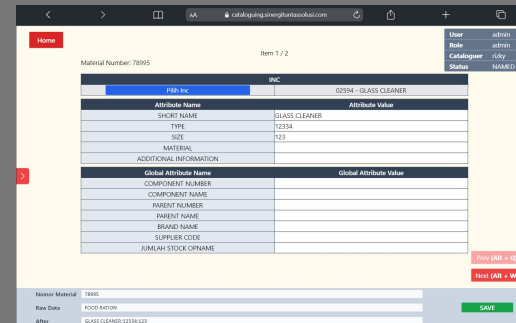 AA cataloguing.sinergituntassolusi.com
Home
User admin
Role admin
Cataloguer rizky
Status NAMED
Item 1 / 2
Material Number: 78995
INC
Pilih Inc 02594 - GLASS CLEANER
Attribute Name Attribute Value
SHORT NAME GLASS CLEANER
TYPE 12334
SIZE 123
MATERIAL
ADDITIONAL INFORMATION
Global Attribute Name Global Attribute Value
COMPONENT NUMBER
COMPONENT NAME
PARENT NUMBER
PARENT NAME
BRAND NAME
SUPPLIER CODE
JUMLAH STOCK OPNAME
Prev (Alt + Q
Next (Alt + W
Nomor Material 78995
Raw Data FOOD RATION
SAVE
After GLASS CLEANER:12334;123